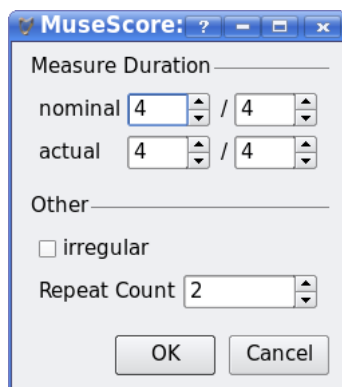 MuseScore: ?
Measure Duration
nominal 4 / 4
actual 4 / 4
Other
irregular
Repeat Count 2
OK Cancel